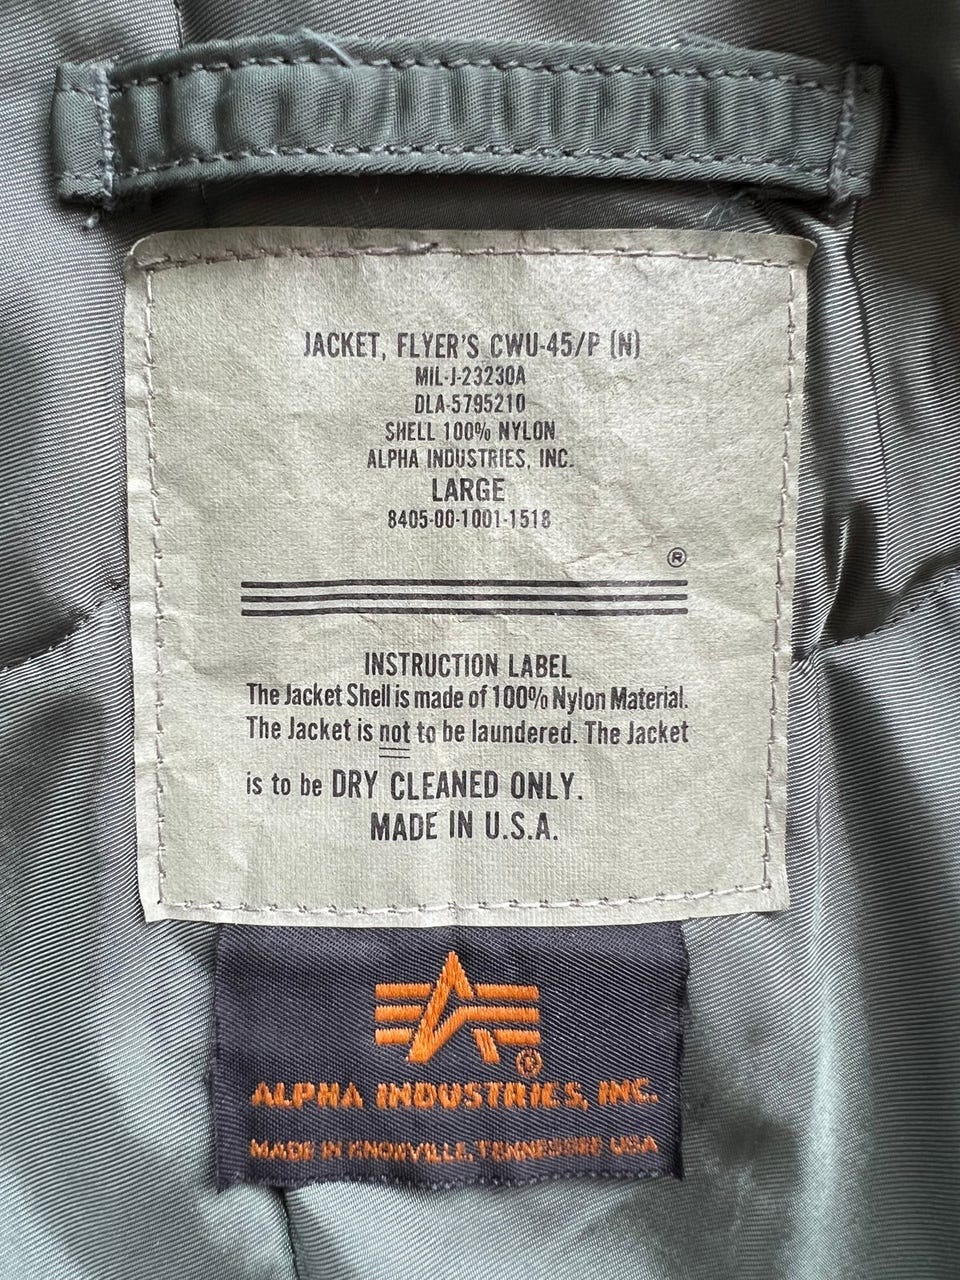 JACKET, FLYER'S CWU-45/P (N)
MIL-J-23230A
DLA-5795210
SHELL 100% NYLON
ALPHA INDUSTRIES, INC.
LARGE
8405-00-1001-1518
®
INSTRUCTION LABEL
The Jacket Shell is made of 100% Nylon Material.
The Jacket is not to be laundered. The Jacket
is to be DRY CLEANED ONLY.
MADE IN U.S.A.
®
ALPHA INDUSTRIES, INC.
MADE IN KNOXVILLE, TENNESSEE USA